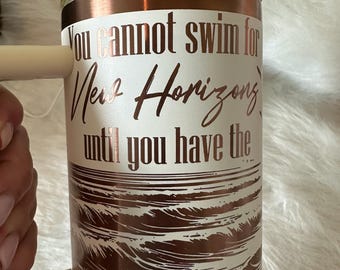 You cannot swim for
New Horizons
until you have the